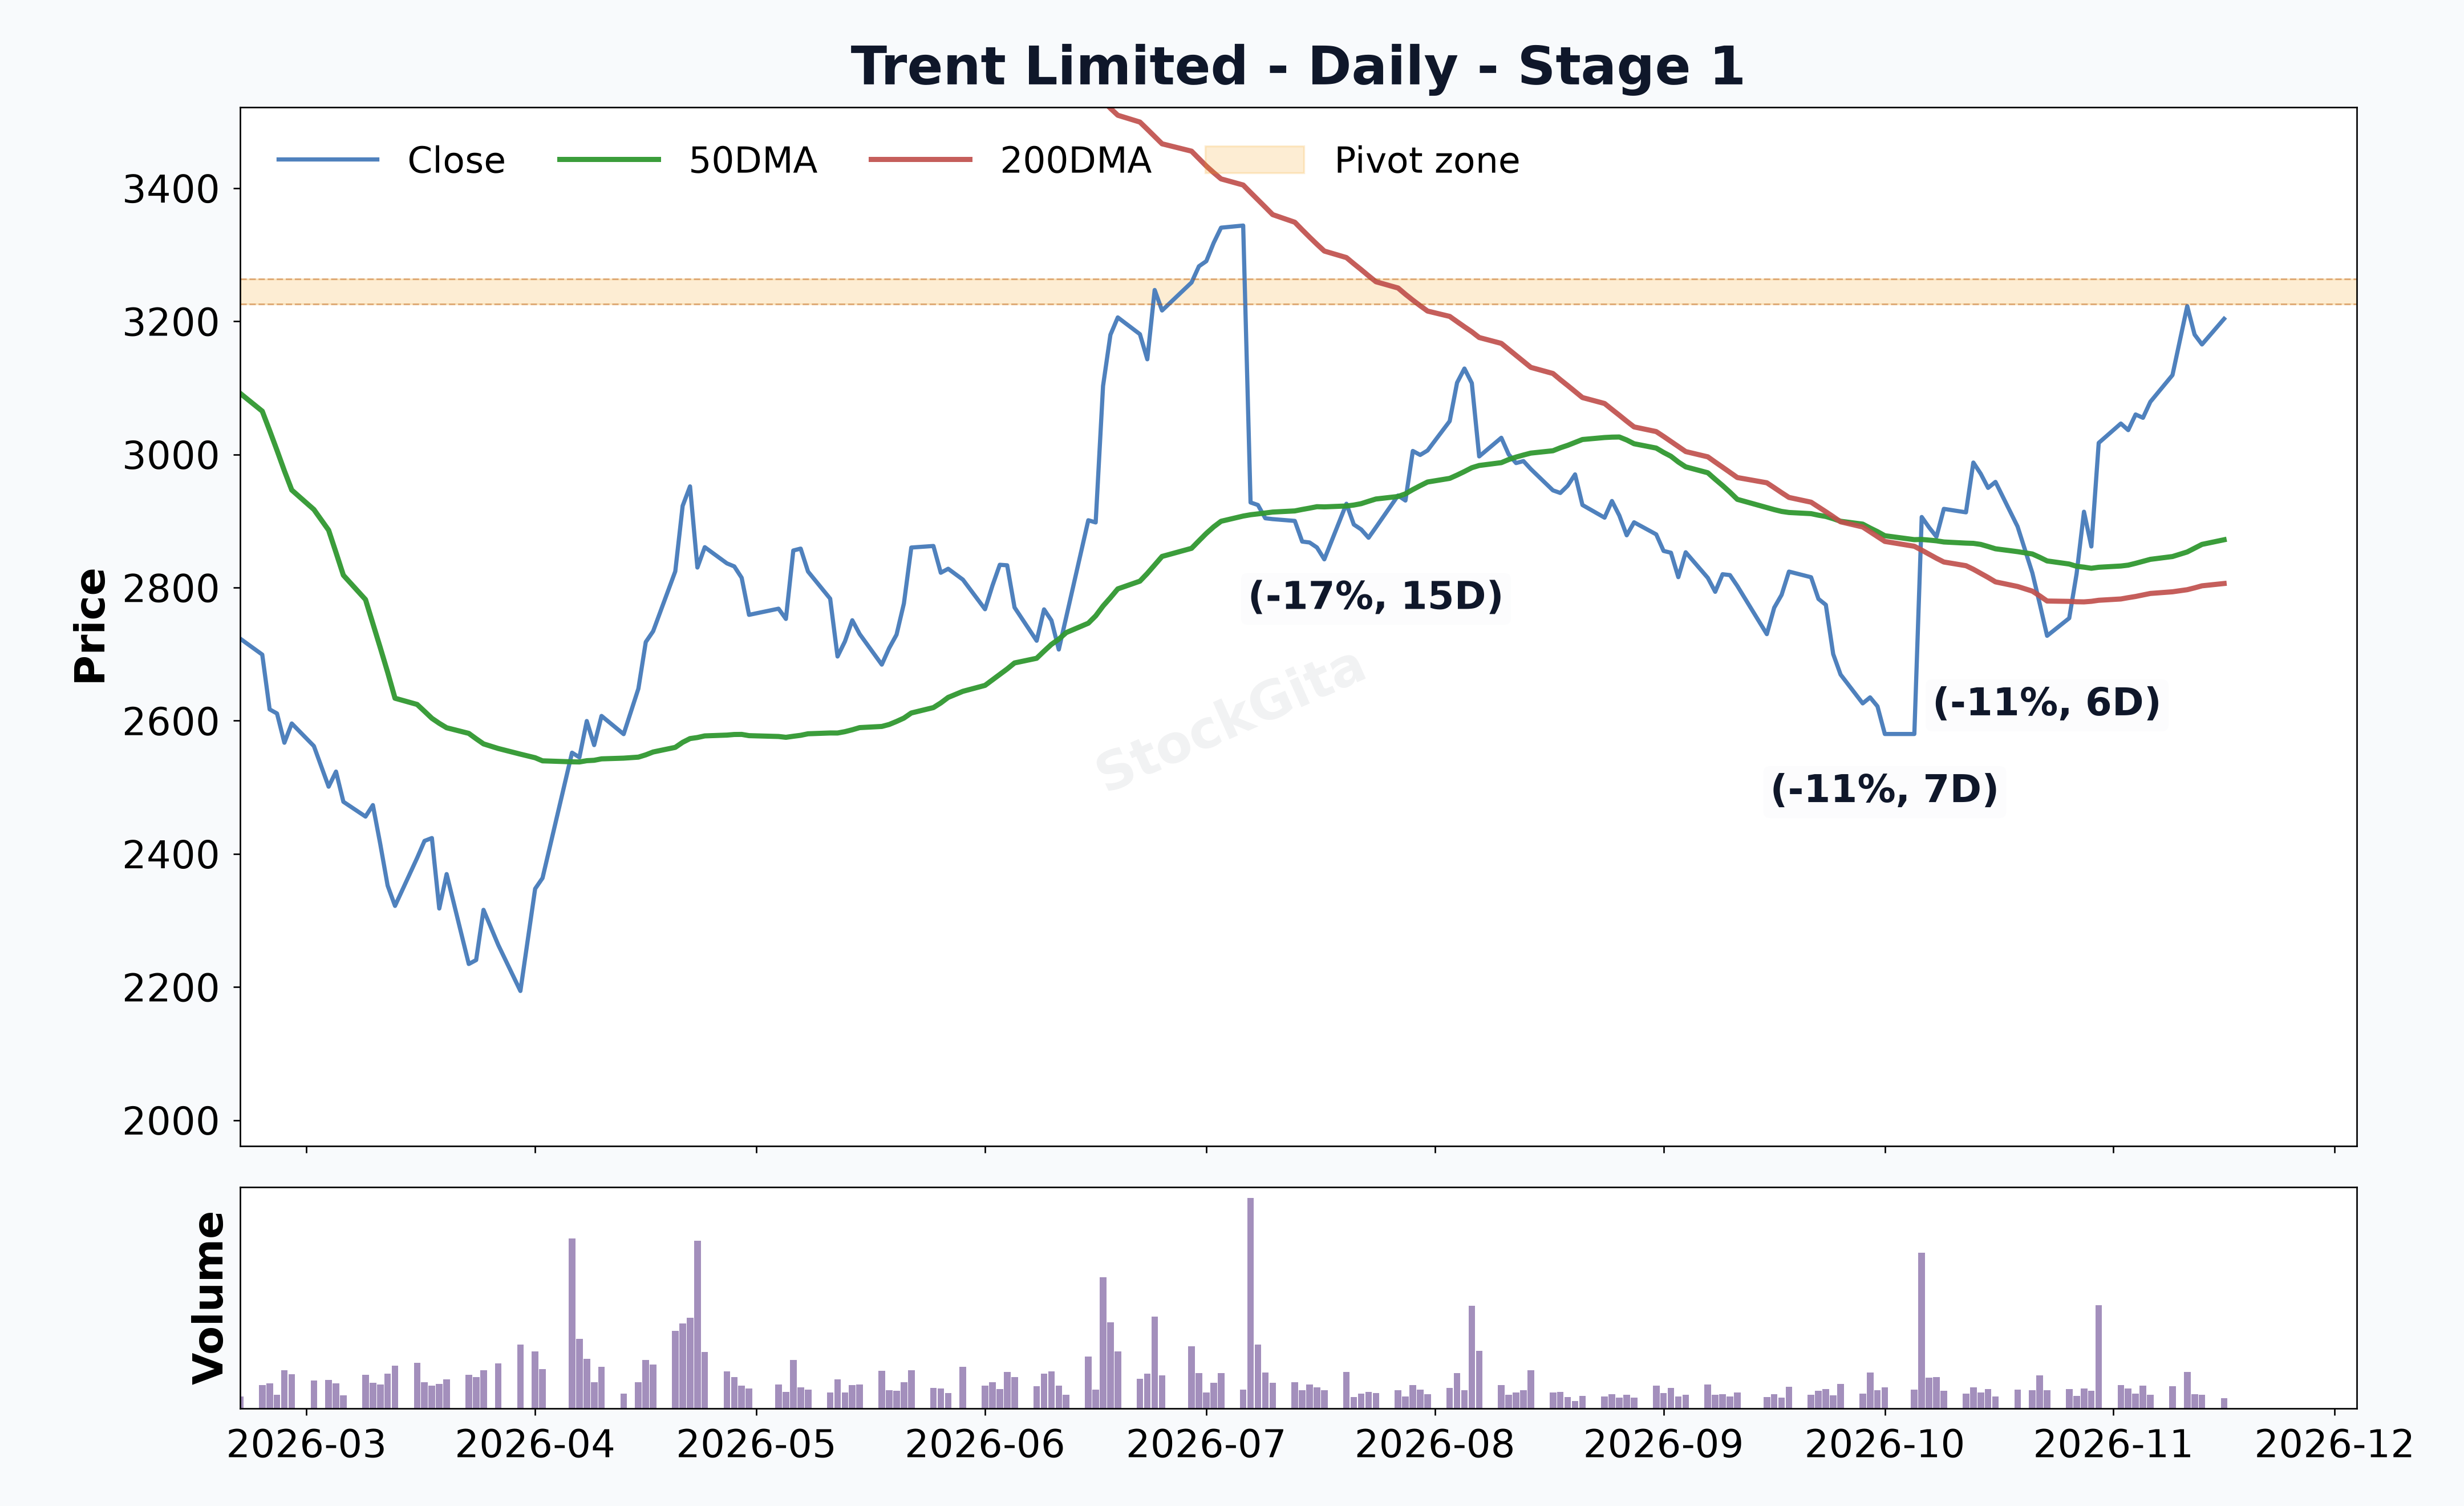 Trent Limited - Daily - Stage 1
Close 50DMA 200DMA Pivot zone
Price
3400
3200
3000
2800
2600
2400
2200
2000
(-17%, 15D)
(-11%, 6D)
(-11%, 7D)
StockGita
Volume
2026-03 2026-04 2026-05 2026-06 2026-07 2026-08 2026-09 2026-10 2026-11 2026-12